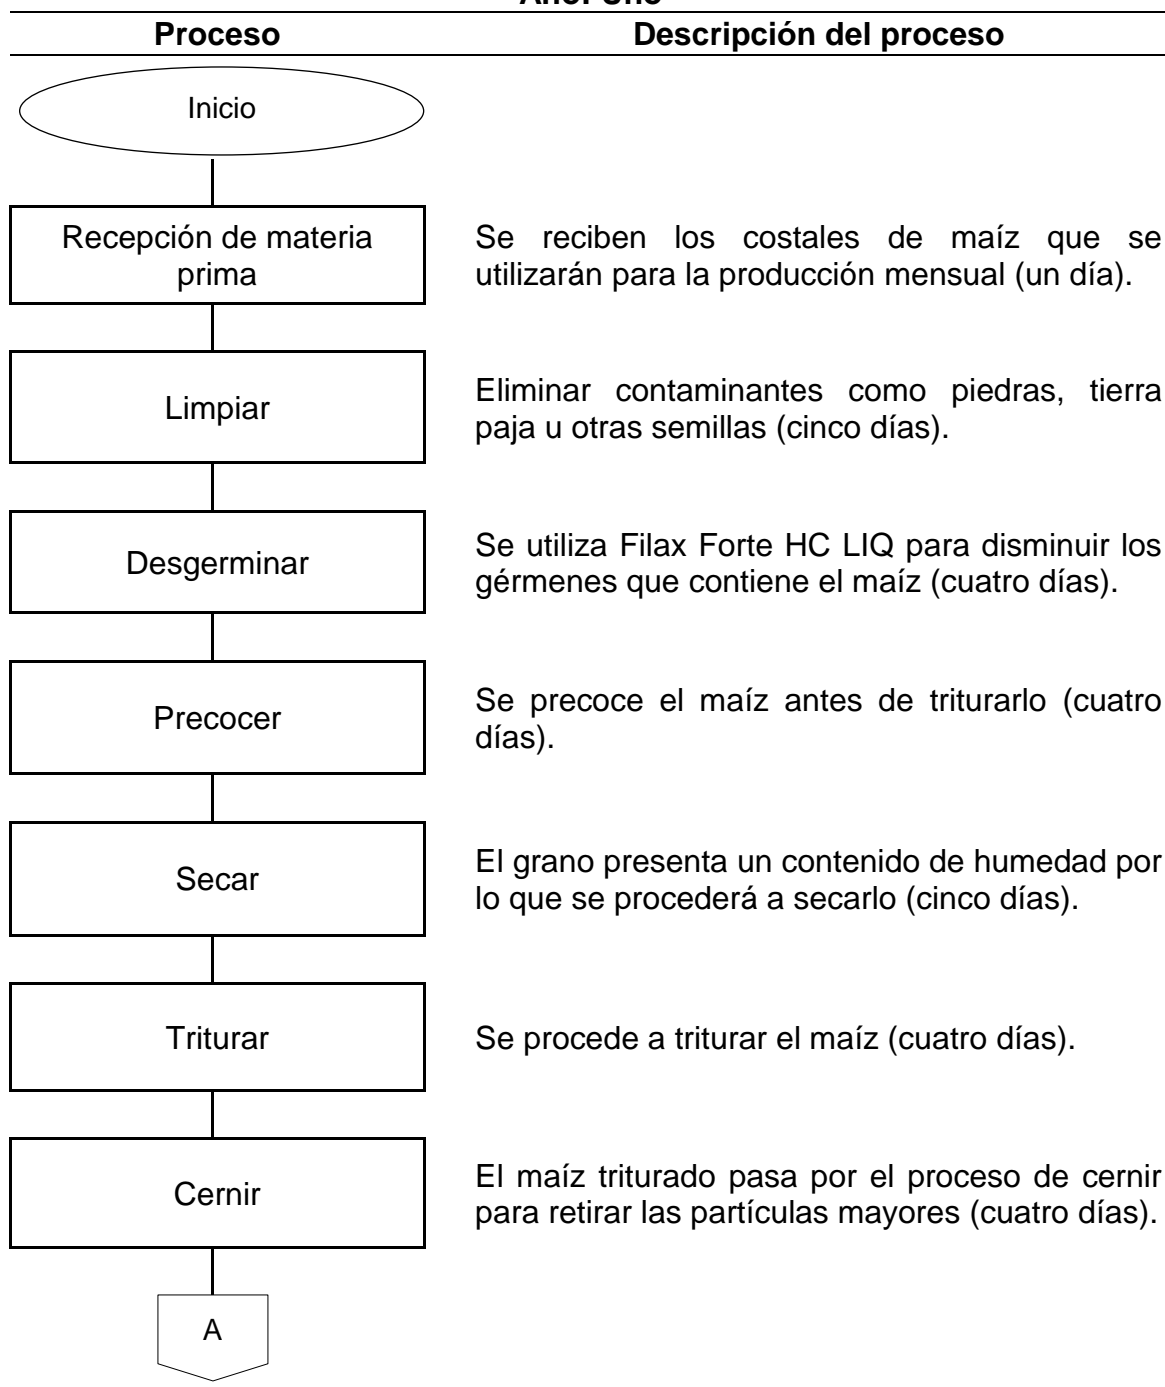 Año: Uno
Proceso
Descripción del proceso
Inicio
Recepción de materia
prima
Se reciben los costales de maíz que se
utilizarán para la producción mensual (un día).
Limpiar
Eliminar contaminantes como piedras, tierra
paja u otras semillas (cinco días).
Desgerminar
Se utiliza Filax Forte HC LIQ para disminuir los
gérmenes que contiene el maíz (cuatro días).
Precocer
Se precoce el maíz antes de triturarlo (cuatro
días).
Secar
El grano presenta un contenido de humedad por
lo que se procederá a secarlo (cinco días).
Triturar
Se procede a triturar el maíz (cuatro días).
Cernir
El maíz triturado pasa por el proceso de cernir
para retirar las partículas mayores (cuatro días).
A